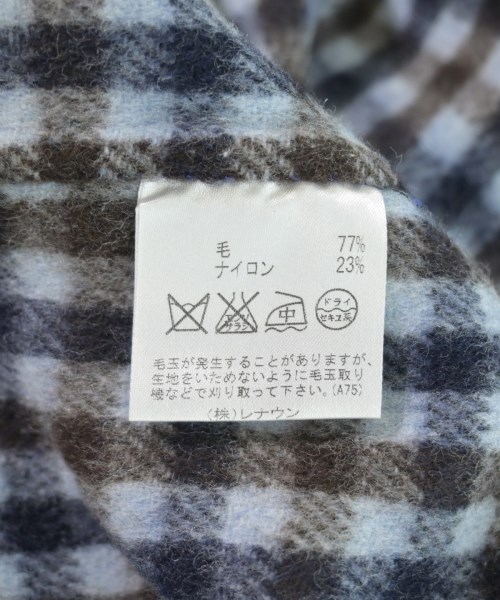 毛 77%
ナイロン 23%
エンソ サラシ
中
ドライ
セキユ系
毛玉が発生することがありますが、
生地をいためないように毛玉取り
機などで刈り取って下さい。(A75)
(株)レナウン